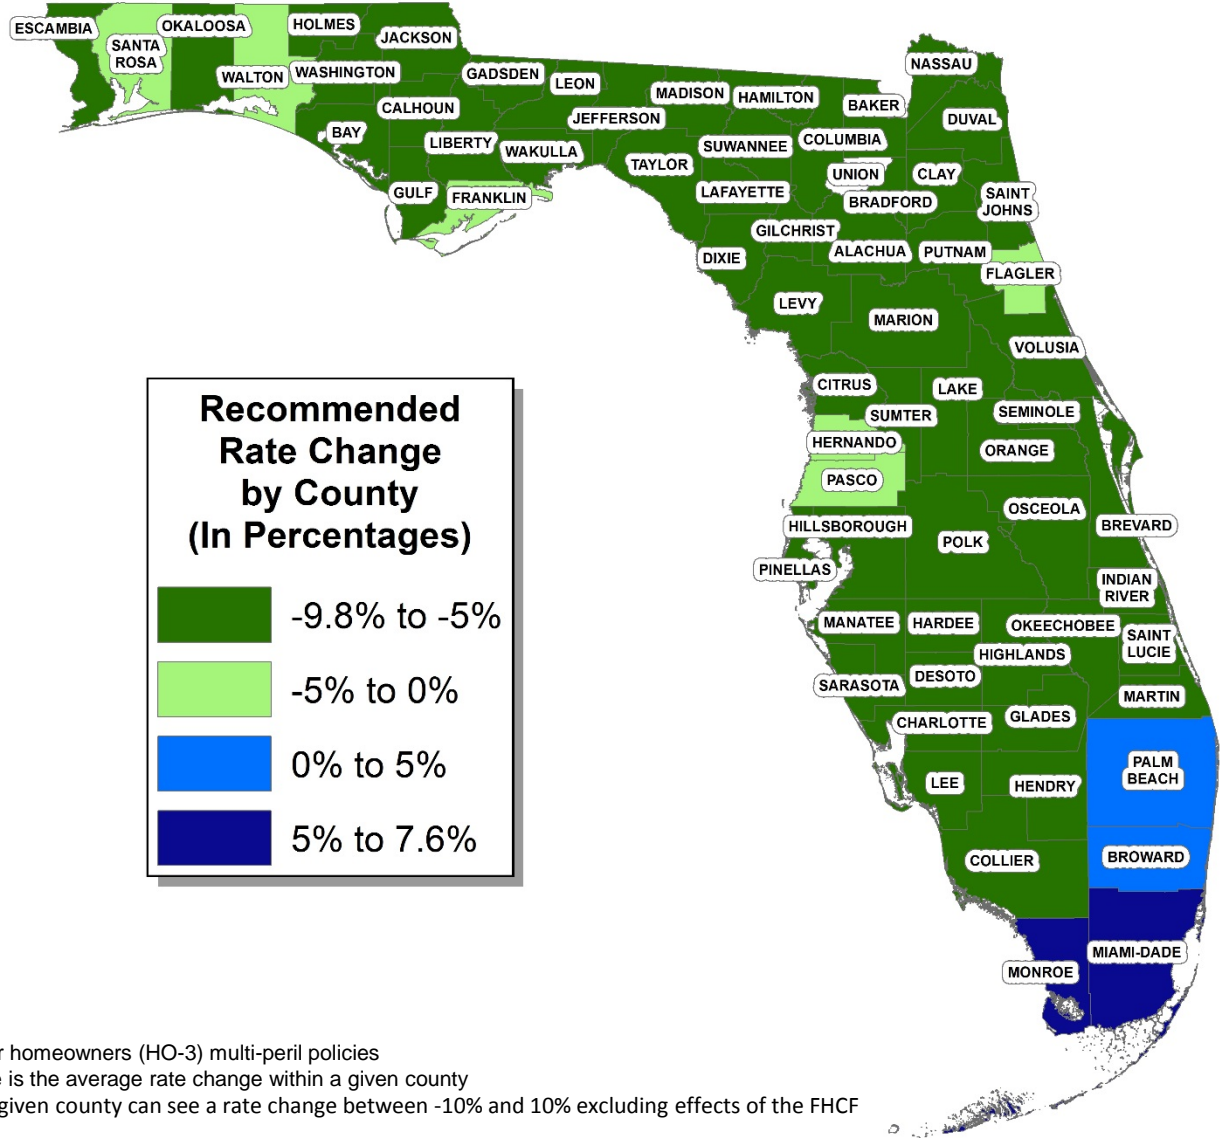 ESCAMBIA
SANTA
ROSA
OKALOOSA
WALTON
HOLMES
WASHINGTON
JACKSON
BAY
CALHOUN
GULF
GADSDEN
LIBERTY
FRANKLIN
LEON
WAKULLA
JEFFERSON
MADISON
TAYLOR
HAMILTON
SUWANNEE
LAFAYETTE
DIXIE
BAKER
COLUMBIA
UNION
BRADFORD
GILCHRIST
ALACHUA
LEVY
NASSAU
DUVAL
CLAY
SAINT
JOHNS
PUTNAM
FLAGLER
MARION
VOLUSIA
CITRUS
SUMTER
LAKE
SEMINOLE
HERNANDO
ORANGE
PASCO
OSCEOLA
HILLSBOROUGH
POLK
BREVARD
PINELLAS
INDIAN
RIVER
MANATEE
HARDEE
OKEECHOBEE
SAINT
LUCIE
HIGHLANDS
SARASOTA
DESOTO
MARTIN
CHARLOTTE
GLADES
LEE
HENDRY
PALM
BEACH
COLLIER
BROWARD
MONROE
MIAMI-DADE
Recommended
Rate Change
by County
(In Percentages)
-9.8% to -5%
-5% to 0%
0% to 5%
5% to 7.6%
homeowners (HO-3) multi-peril policies
is the average rate change within a given county
given county can see a rate change between -10% and 10% excluding effects of the FHCF